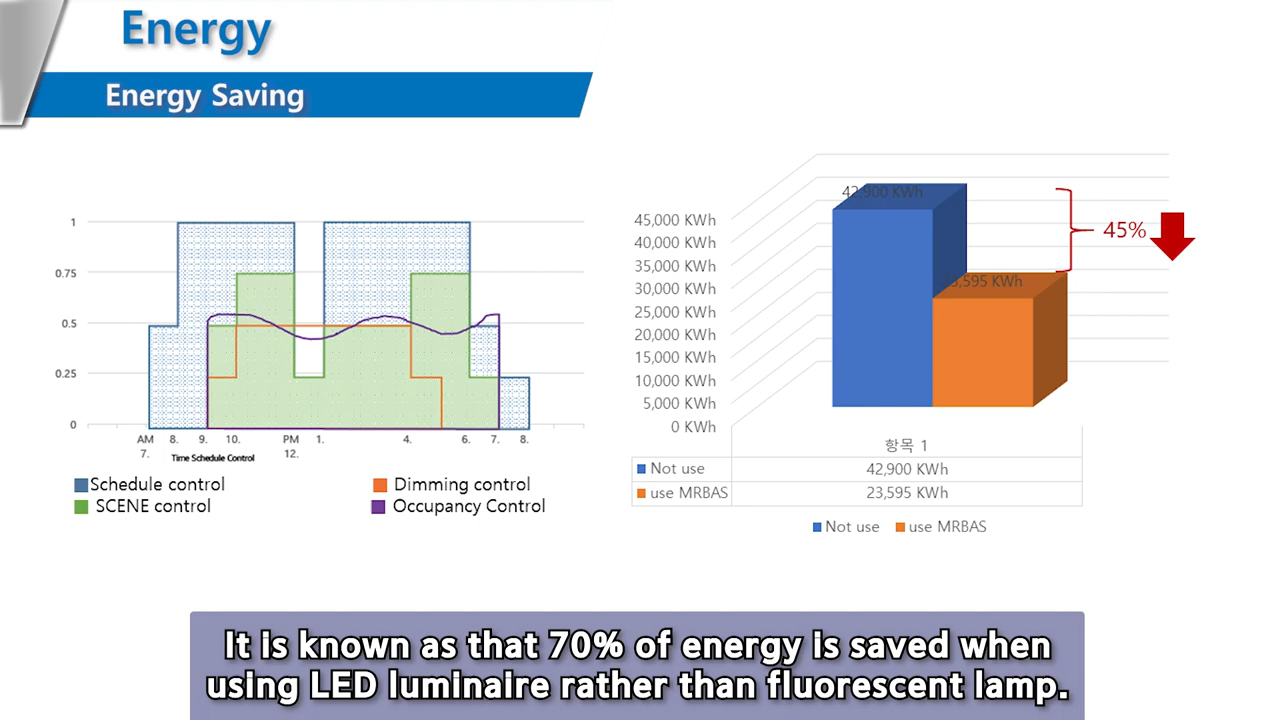 Energy
Energy Saving
1
0.75
0.5
0.25
0
AM 8. 9. 10. PM 1. 4. 6. 7. 8.
7. 12.
Time Schedule Control
Schedule control
Dimming control
SCENE control
Occupancy Control
45,000 KWh
40,000 KWh
35,000 KWh
30,000 KWh
25,000 KWh
20,000 KWh
15,000 KWh
10,000 KWh
5,000 KWh
0 KWh
42,900 KWh
,595 KWh
45%
항목 1
Not use 42,900 KWh
use MRBAS 23,595 KWh
Not use use MRBAS
It is known as that 70% of energy is saved when
using LED luminaire rather than fluorescent lamp.